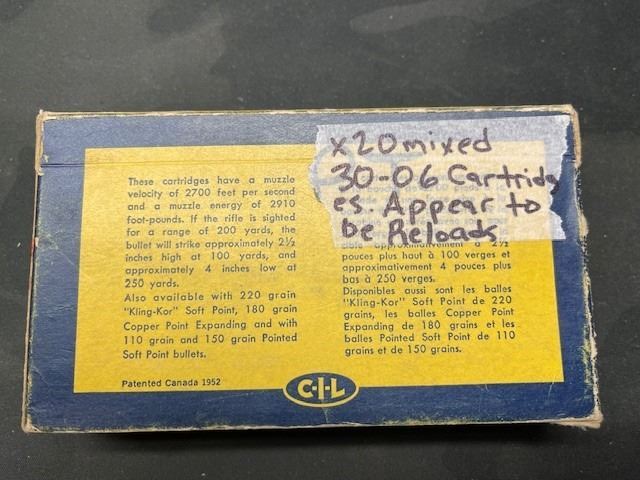 x20 mixed
30-06 Cartridg
es. Appear to
be Reloads
These cartridges have a muzzle
velocity of 2700 feet per second
and a muzzle energy of 2910
foot-pounds. If the rifle is sighted
for a range of 200 yards, the
bullet will strike approximately 2½
inches high at 100 yards, and
approximately 4 inches low at
250 yards.
Also available with 220 grain
"Kling-Kor" Soft Point, 180 grain
Copper Point Expanding and with
110 grain and 150 grain Pointed
Soft Point bullets.
approximativement à 2½
pouces plus haut à 100 verges et
approximativement 4 pouces plus
bas à 250 verges.
Disponibles aussi sont les balles
"Kling-Kor" Soft Point de 220
grains, les balles Copper Point
Expanding de 180 grains et les
balles Pointed Soft Point de 110
grains et de 150 grains.
Patented Canada 1952
C-I-L